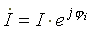 İ = I · e^{jφ_i}